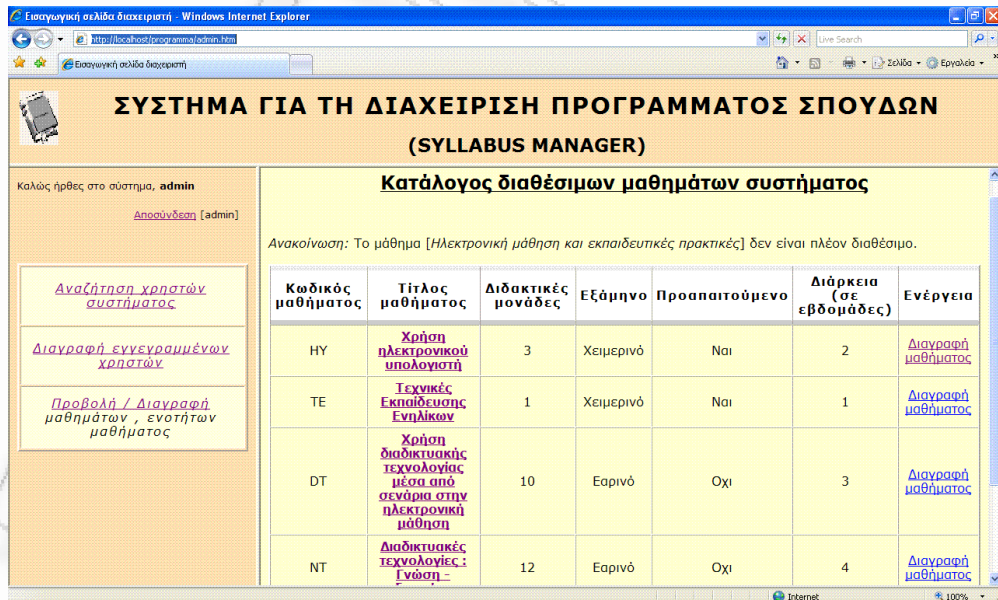 Εισαγωγική σελίδα διαχειριστή - Windows Internet Explorer
http://localhost/programma/admin.htm
Live Search
Εισαγωγική σελίδα διαχειριστή
Σελίδα
Εργαλεία
»
ΣΥΣΤΗΜΑ ΓΙΑ ΤΗ ΔΙΑΧΕΙΡΙΣΗ ΠΡΟΓΡΑΜΜΑΤΟΣ ΣΠΟΥΔΩΝ
(SYLLABUS MANAGER)
Καλώς ήρθες στο σύστημα, admin
Αποσύνδεση [admin]
Αναζήτηση χρηστών
συστήματος
Διαγραφή εγγεγραμμένων
χρηστών
Προβολή / Διαγραφή
μαθημάτων , ενοτήτων
μαθήματος
Κατάλογος διαθέσιμων μαθημάτων συστήματος
Ανακοίνωση: Το μάθημα [Ηλεκτρονική μάθηση και εκπαιδευτικές πρακτικές] δεν είναι πλέον διαθέσιμο.
Κωδικός
μαθήματος
Τίτλος
μαθήματος
Διδακτικές
μονάδες
Εξάμηνο
Προαπαιτούμενο
Διάρκεια
(σε
εβδομάδες)
Ενέργεια
HY
Χρήση
ηλεκτρονικού
υπολογιστή
3
Χειμερινό
Ναι
2
Διαγραφή
μαθήματος
TE
Τεχνικές
Εκπαίδευσης
Ενηλίκων
1
Χειμερινό
Ναι
1
Διαγραφή
μαθήματος
DT
Χρήση
διαδικτυακής
τεχνολογίας
μέσα από
σενάρια στην
ηλεκτρονική
μάθηση
10
Εαρινό
Οχι
3
Διαγραφή
μαθήματος
NT
Διαδικτυακές
τεχνολογίες :
Γνώση -
12
Εαρινό
Οχι
4
Διαγραφή
μαθήματος
Internet
100%